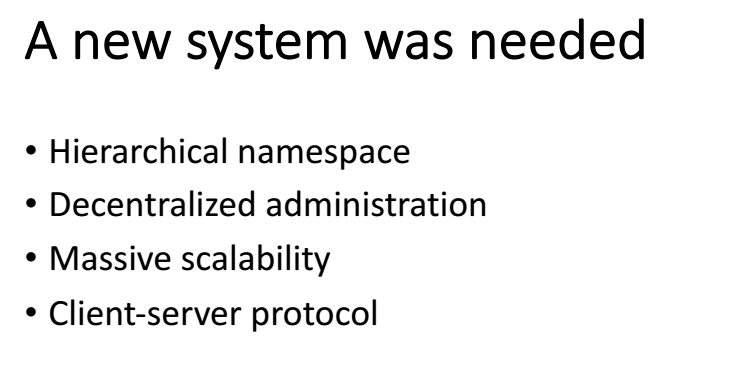 A new system was needed
• Hierarchical namespace
• Decentralized administration
• Massive scalability
• Client-server protocol